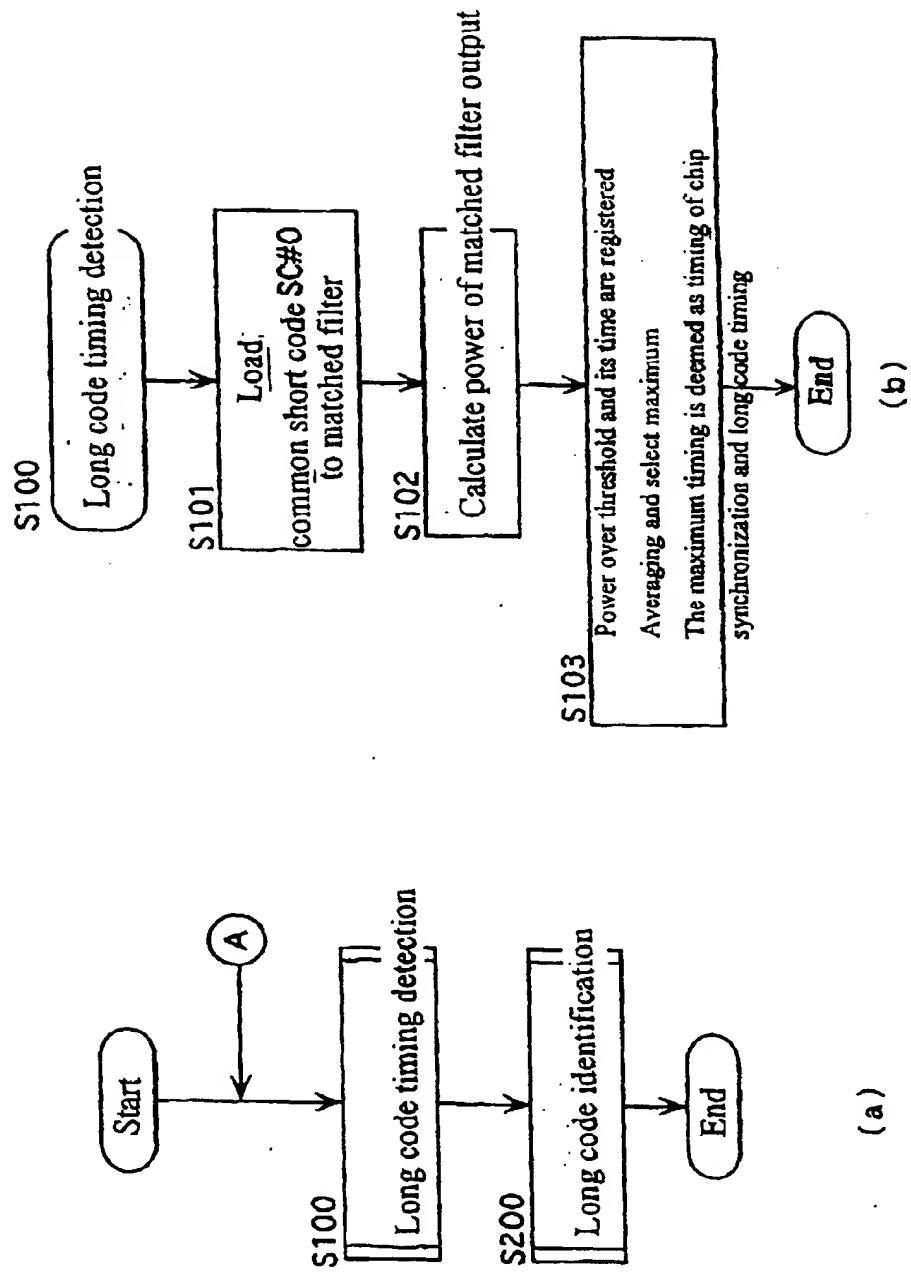 Start
A
S100
Long code timing detection
S200
Long code identification
End
(a)
S100
Long code timing detection
S101
Load;
common short code SC#0
to matched filter
S102
Calculate power of matched filter output
S103
Power over threshold and its time are registered
Averaging and select maximum
The maximum timing is deemed as timing of chip
synchronization and long code timing
End
(b)